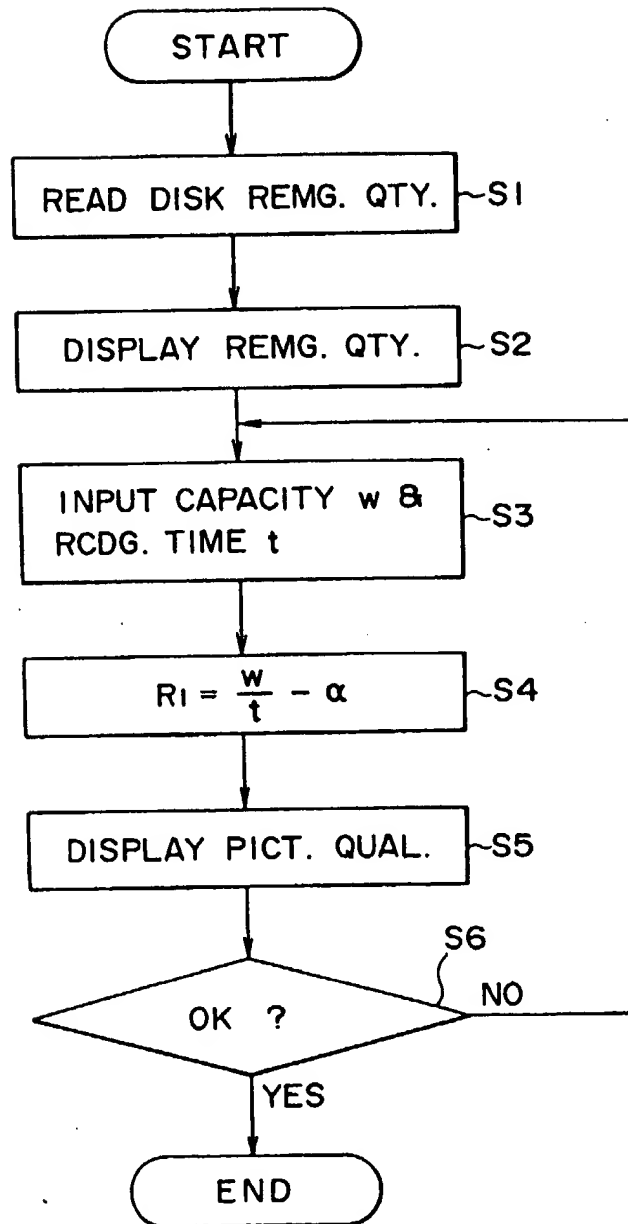 START
READ DISK REMG. QTY.
S1
DISPLAY REMG. QTY.
S2
INPUT CAPACITY w &
RCDG. TIME t
S3
R1 = w/t - α
S4
DISPLAY PICT. QUAL.
S5
S6
OK ?
NO
YES
END